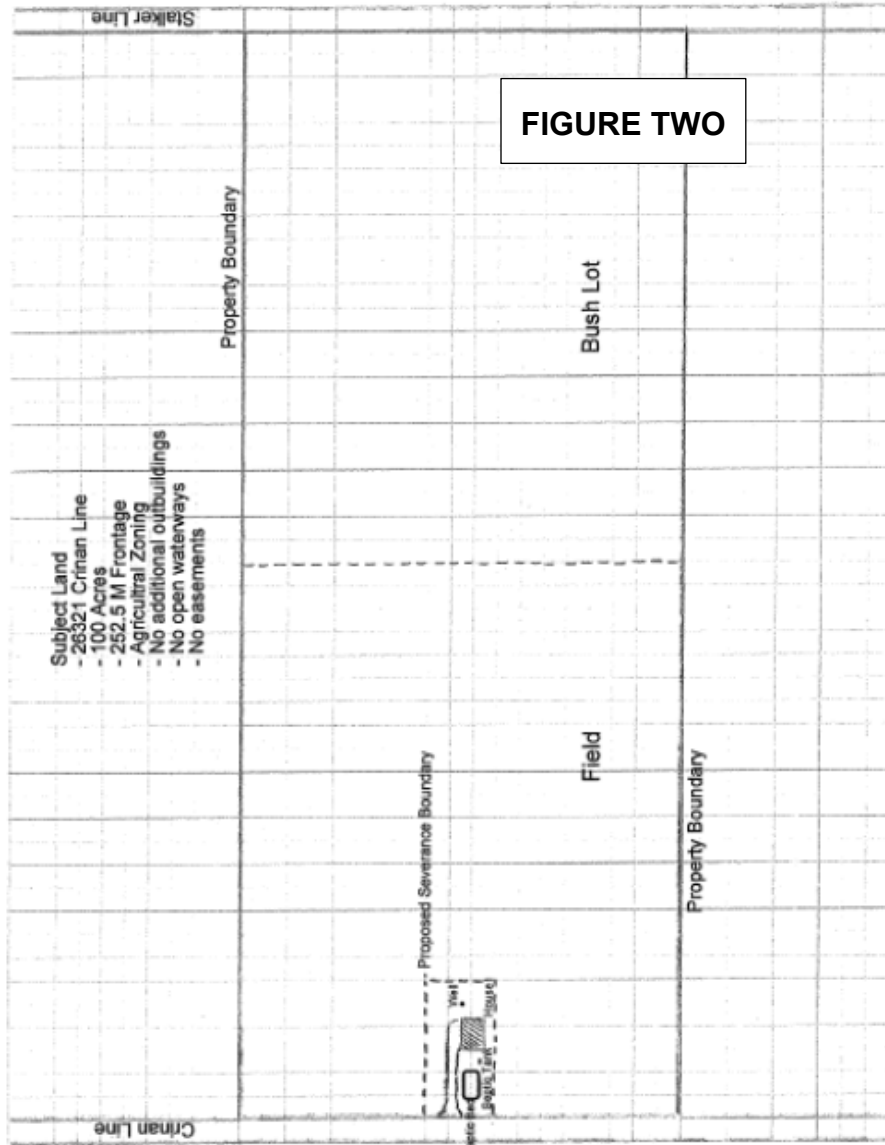 Stalker Line
FIGURE TWO
Property Boundary
Bush Lot
Subject Land
- 26321 Crinan Line
- 100 Acres
- 252.5 M Frontage
- Agricultral Zoning
- No additional outbuildings
- No open waterways
- No easements
Proposed Severance Boundary
Field
Property Boundary
Well
House
Septic Tank
Crinan Line